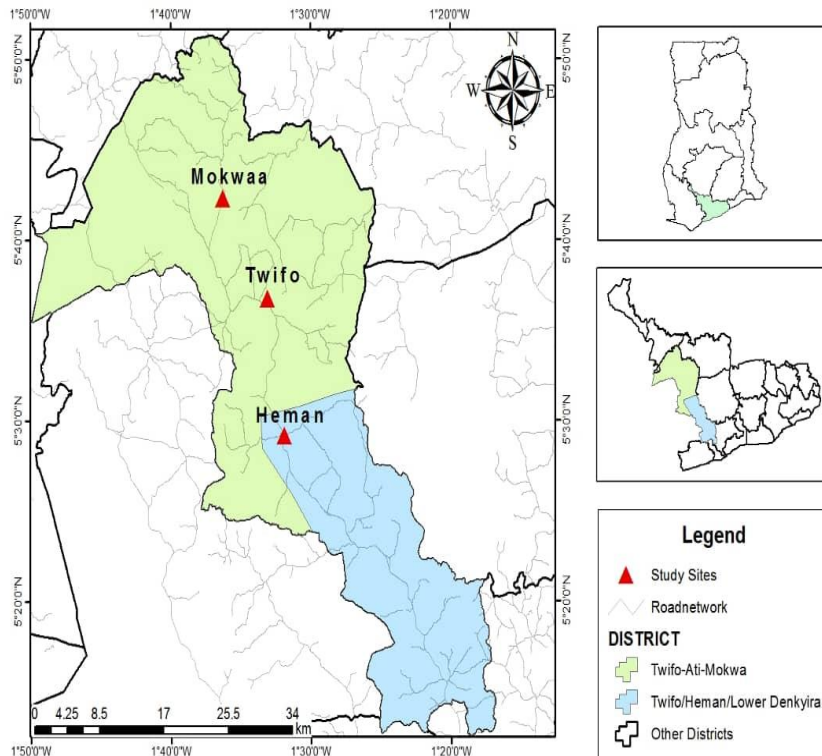 1°50'0"W 1°40'0"W 1°30'0"W 1°20'0"W
5°50'0"N
5°40'0"N
5°30'0"N
5°20'0"N
5°50'0"N
5°40'0"N
5°30'0"N
5°20'0"N
N
W E
S
Mokwaa
Twifo
Heman
0 4.25 8.5 17 25.5 34
km
1°50'0"W 1°40'0"W 1°30'0"W 1°20'0"W
Legend
Study Sites
Roadnetwork
DISTRICT
Twifo-Ati-Mokwa
Twifo/Heman/Lower Denkyira
Other Districts